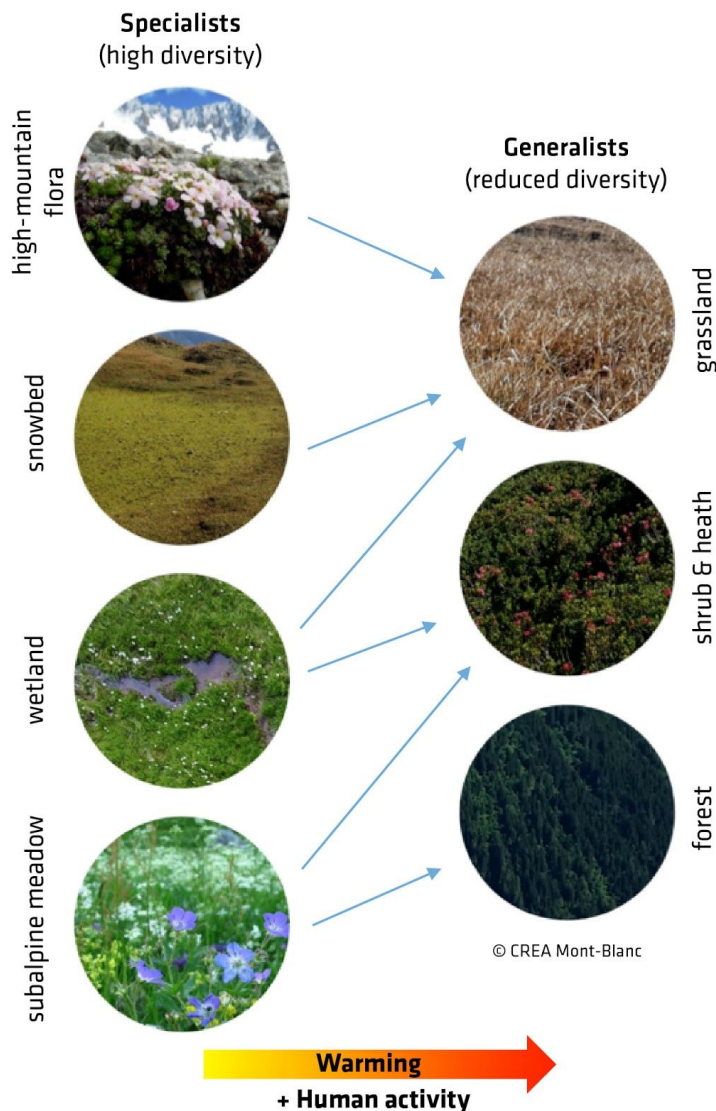 Specialists
(high diversity)
high-mountain
flora
snowbed
wetland
subalpine meadow
Generalists
(reduced diversity)
grassland
shrub & heath
forest
© CREA Mont-Blanc
Warming
+ Human activity